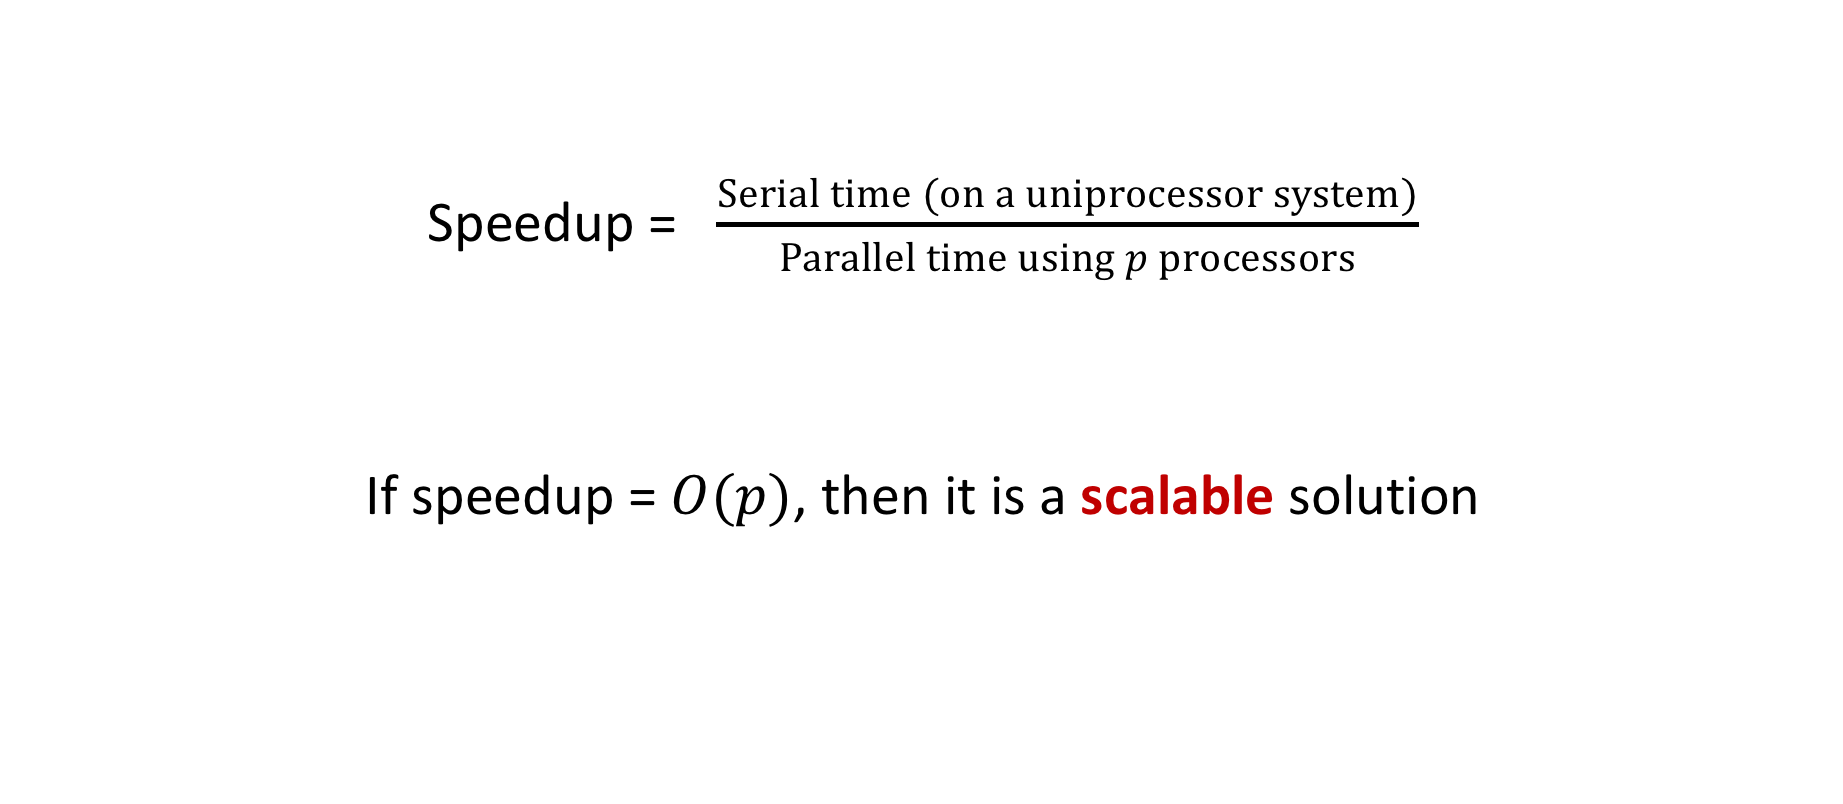 Speedup = Serial time (on a uniprocessor system) / Parallel time using p processors
If speedup = O(p), then it is a scalable solution